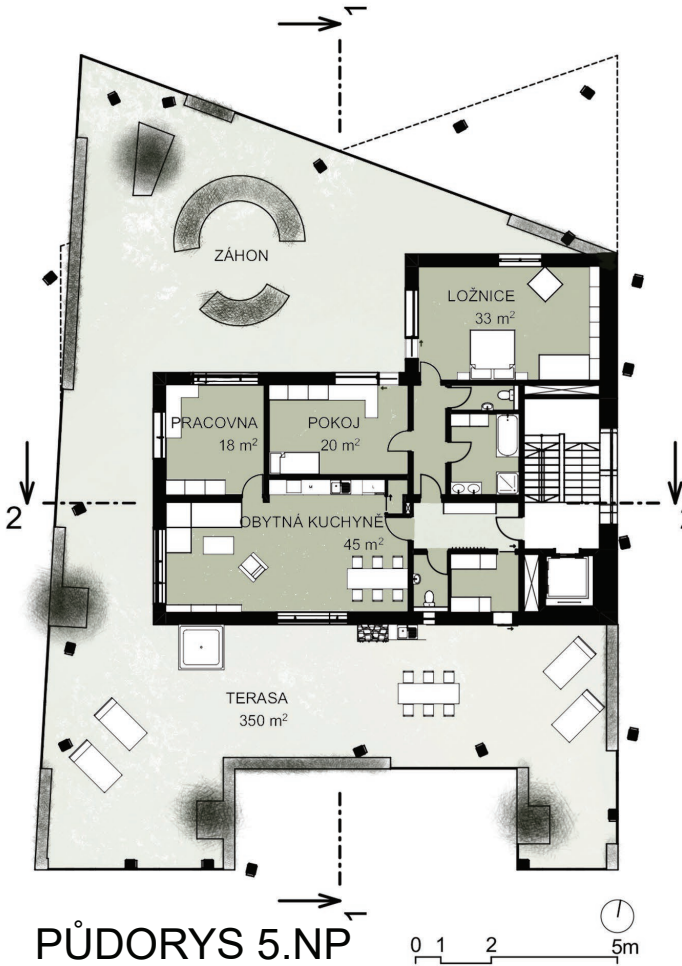 1
ZÁHON
LOŽNICE
33 m²
PRACOVNA
18 m²
POKOJ
20 m²
2
2
OBYTNÁ KUCHYNĚ
45 m²
M
L
TERASA
350 m²
1
PŮDORYS 5.NP
0 1 2 5m